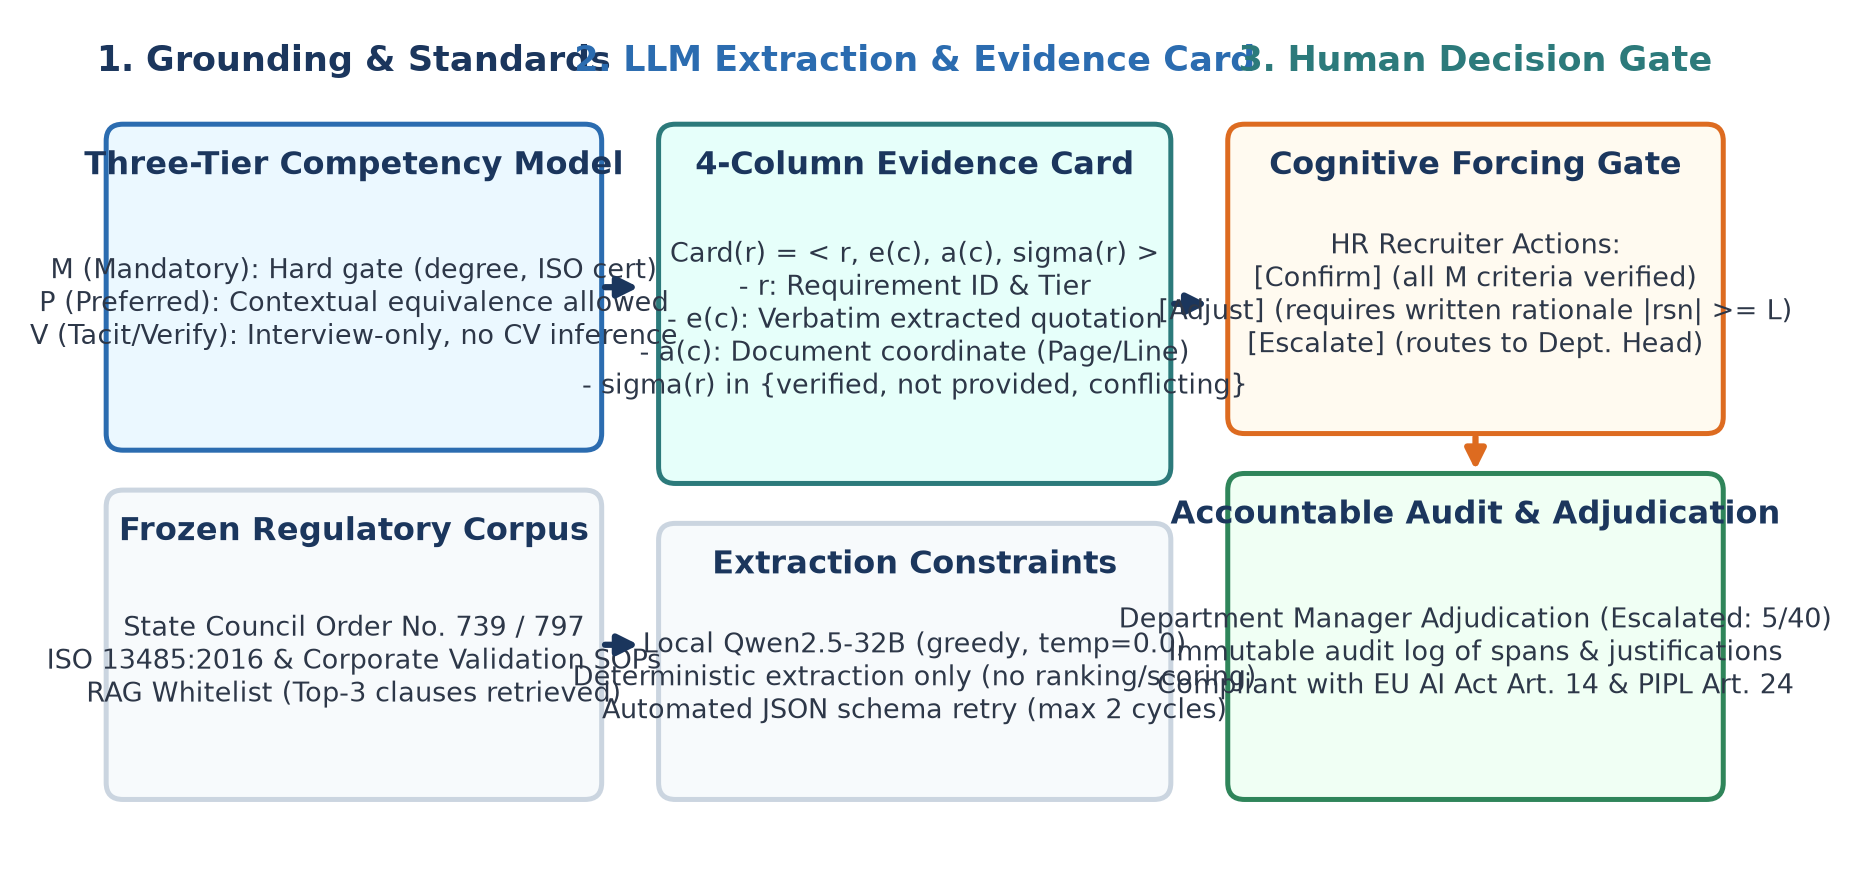 1. Grounding & Standards
2. LLM Extraction & Evidence Card
3. Human Decision Gate
Three-Tier Competency Model
M (Mandatory): Hard gate (degree, ISO cert)
P (Preferred): Contextual equivalence allowed
V (Tacit/Verify): Interview-only, no CV inference
Frozen Regulatory Corpus
State Council Order No. 739 / 797
ISO 13485:2016 & Corporate Validation SOPs
RAG Whitelist (Top-3 clauses retrieved)
4-Column Evidence Card
Card(r) = < r, e(c), a(c), sigma(r) >
- r: Requirement ID & Tier
- e(c): Verbatim extracted quotation
- a(c): Document coordinate (Page/Line)
- sigma(r) in {verified, not provided, conflicting}
Extraction Constraints
Local Qwen2.5-32B (greedy, temp=0.0)
Deterministic extraction only (no ranking/scoring)
Automated JSON schema retry (max 2 cycles)
Cognitive Forcing Gate
HR Recruiter Actions:
[Confirm] (all M criteria verified)
[Adjust] (requires written rationale |rsn| >= L)
[Escalate] (routes to Dept. Head)
Accountable Audit & Adjudication
Department Manager Adjudication (Escalated: 5/40)
Immutable audit log of spans & justifications
Compliant with EU AI Act Art. 14 & PIPL Art. 24